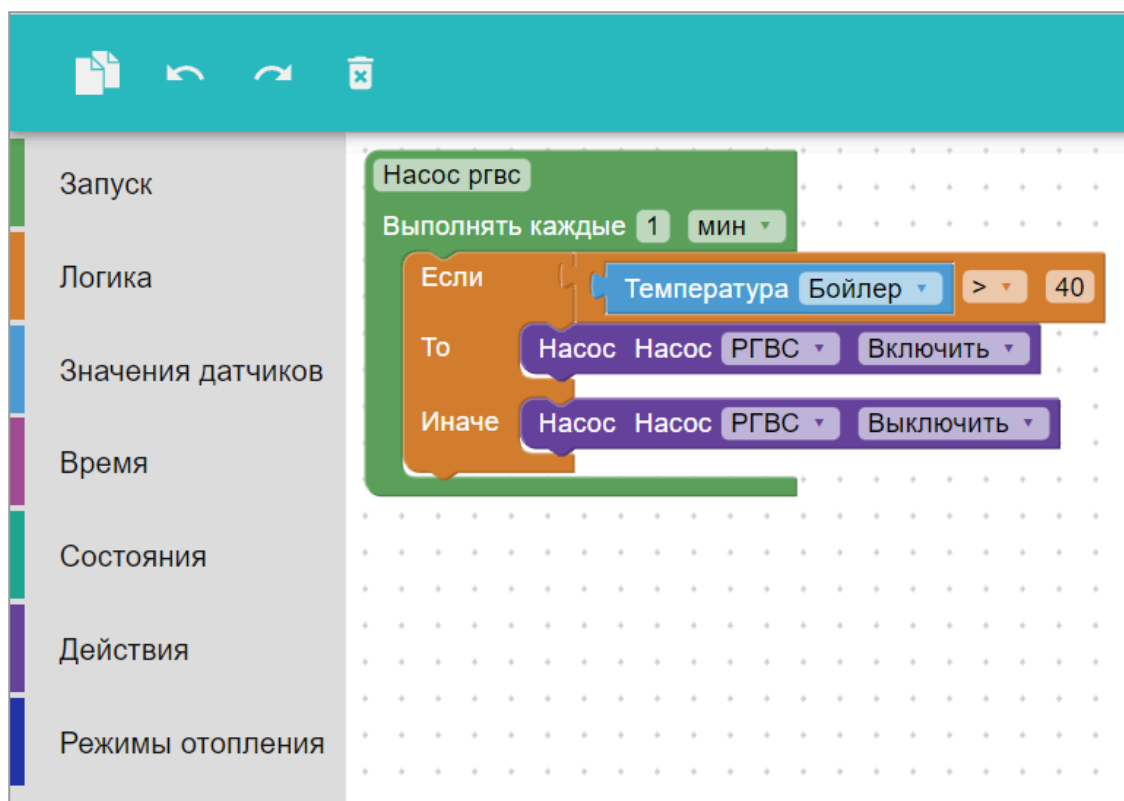 Запуск
Логика
Значения датчиков
Время
Состояния
Действия
Режимы отопления
Насос ргвс
Выполнять каждые 1 мин
Если Температура Бойлер > 40
То Насос Насос РГВС Включить
Иначе Насос Насос РГВС Выключить